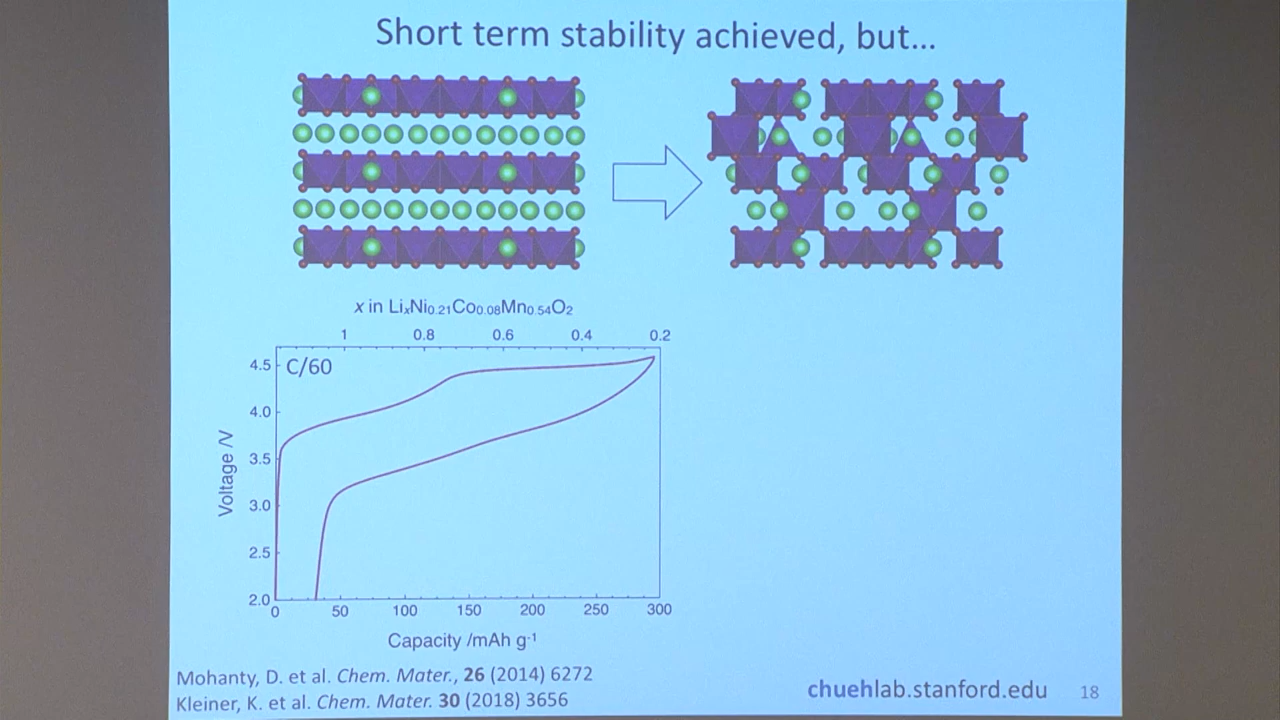 Short term stability achieved, but...
x in LiₓNi₀.₂₁Co₀.₀₈Mn₀.₅₄O₂
1 0.8 0.6 0.4 0.2
C/60
4.5
4.0
3.5
3.0
2.5
2.0
Voltage /V
0 50 100 150 200 250 300
Capacity /mAh g⁻¹
Mohanty, D. et al. Chem. Mater., 26 (2014) 6272
Kleiner, K. et al. Chem. Mater. 30 (2018) 3656
chuehlab.stanford.edu 18